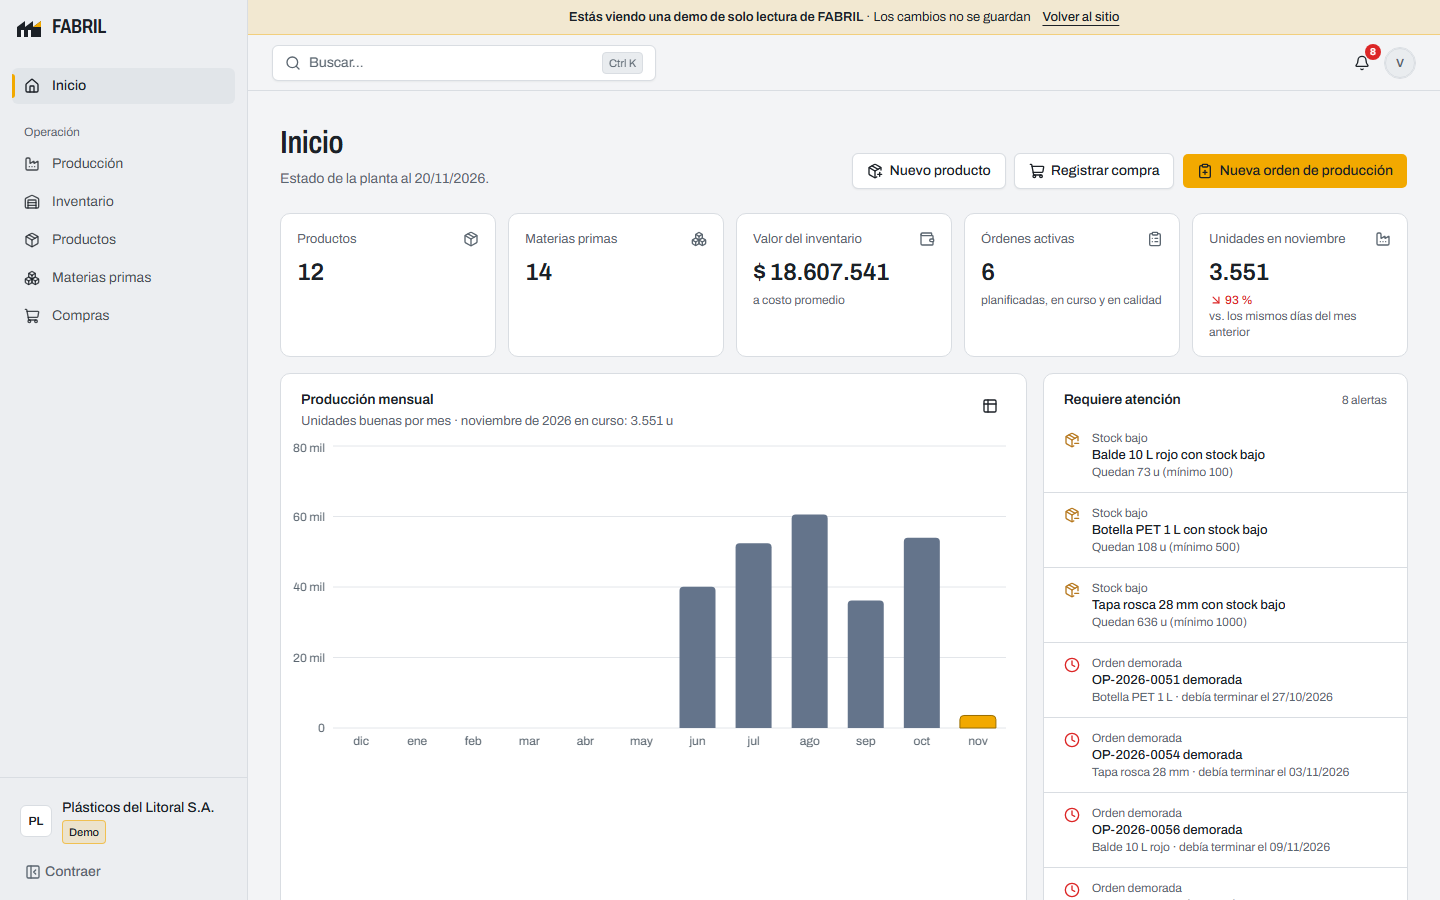 FABRIL
Estás viendo una demo de solo lectura de FABRIL · Los cambios no se guardan Volver al sitio
Buscar...
Ctrl K
8
V
Inicio
Operación
Producción
Inventario
Productos
Materias primas
Compras
PL
Plásticos del Litoral S.A.
Demo
Contraer
Inicio
Estado de la planta al 20/11/2026.
Nuevo producto
Registrar compra
Nueva orden de producción
Productos
12
Materias primas
14
Valor del inventario
$ 18.607.541
a costo promedio
Órdenes activas
6
planificadas, en curso y en calidad
Unidades en noviembre
3.551
93 %
vs. los mismos días del mes
anterior
Producción mensual
Unidades buenas por mes · noviembre de 2026 en curso: 3.551 u
80 mil
60 mil
40 mil
20 mil
0
dic ene feb mar abr may jun jul ago sep oct nov
Requiere atención
8 alertas
Stock bajo
Balde 10 L rojo con stock bajo
Quedan 73 u (mínimo 100)
Stock bajo
Botella PET 1 L con stock bajo
Quedan 108 u (mínimo 500)
Stock bajo
Tapa rosca 28 mm con stock bajo
Quedan 636 u (mínimo 1000)
Orden demorada
OP-2026-0051 demorada
Botella PET 1 L · debía terminar el 27/10/2026
Orden demorada
OP-2026-0054 demorada
Tapa rosca 28 mm · debía terminar el 03/11/2026
Orden demorada
OP-2026-0056 demorada
Balde 10 L rojo · debía terminar el 09/11/2026
Orden demorada